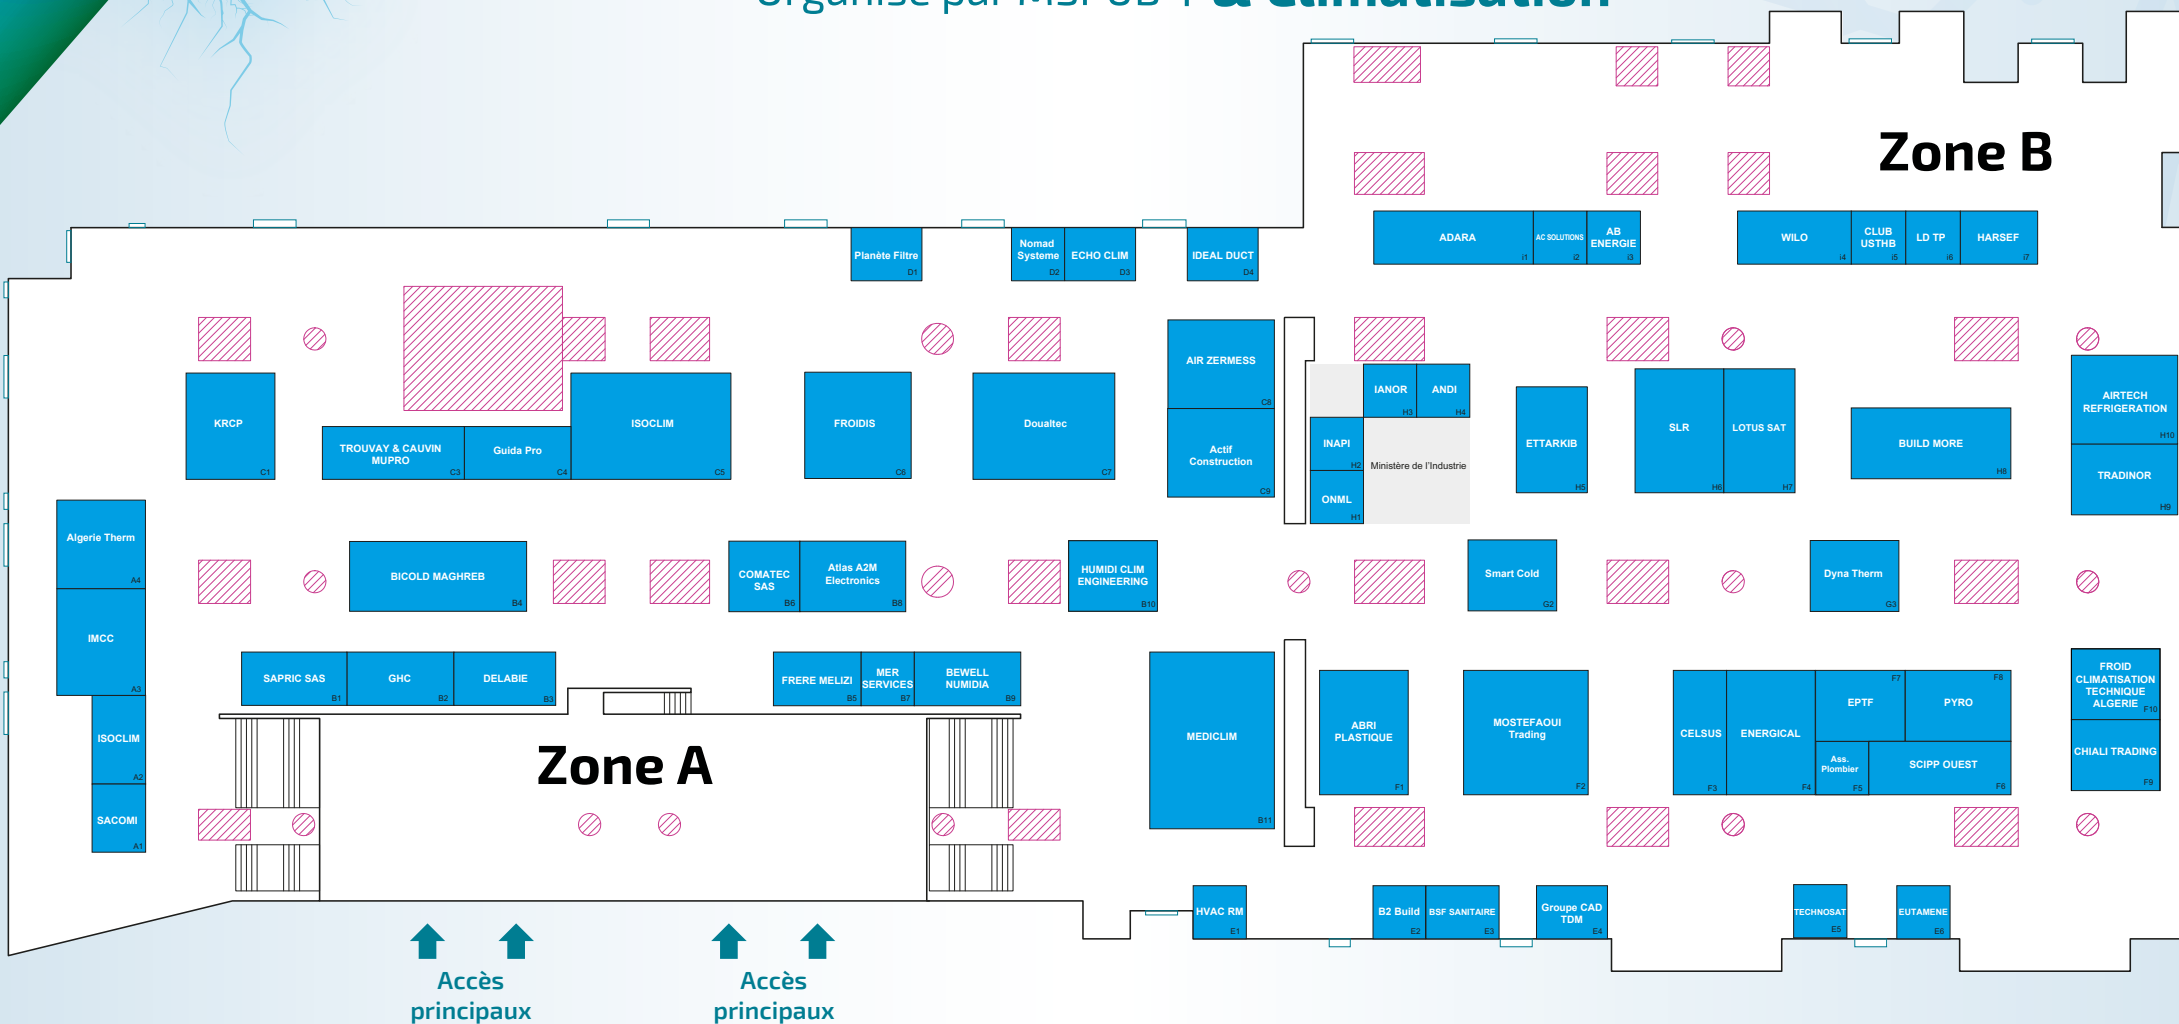 Organisé par MSPUB & Climatisation
Zone B
ADARA
i1
AC SOLUTIONS
i2
AB
ENERGIE
i3
WILO
i4
CLUB
USTHB
i5
LD TP
i6
HARSEF
i7
Planète Filtre
D1
Nomad
Systeme
D2
ECHO CLIM
D3
IDEAL DUCT
D4
KRCP
C1
TROUVAY & CAUVIN
MUPRO
C3
Guida Pro
C4
ISOCLIM
C5
FROIDIS
C6
Doualtec
C7
AIR ZERMESS
C8
Actif
Construction
C9
IANOR
H3
ANDI
H4
INAPI
H2
Ministère de l'Industrie
ONML
H1
ETTARKIB
H5
SLR
H6
LOTUS SAT
H7
BUILD MORE
H8
AIRTECH
REFRIGERATION
H10
TRADINOR
H9
Algerie Therm
A4
IMCC
A3
ISOCLIM
A2
SACOMI
A1
BICOLD MAGHREB
B4
COMATEC
SAS
B6
Atlas A2M
Electronics
B8
HUMIDI CLIM
ENGINEERING
B10
Smart Cold
G2
Dyna Therm
G3
SAPRIC SAS
B1
GHC
B2
DELABIE
B3
FRERE MELIZI
B5
MER
SERVICES
B7
BEWELL
NUMIDIA
B9
MEDICLIM
B11
ABRI
PLASTIQUE
F1
MOSTEFAOUI
Trading
F2
CELSUS
F3
ENERGICAL
F4
EPTF
F7
PYRO
F8
Ass.
Plombier
F5
SCIPP OUEST
F6
FROID
CLIMATISATION
TECHNIQUE
ALGERIE
F10
CHIALI TRADING
F9
Zone A
HVAC RM
E1
B2 Build
E2
BSF SANITAIRE
E3
Groupe CAD
TDM
E4
TECHNOSAT
E5
EUTAMENE
E6
Accès
principaux
Accès
principaux